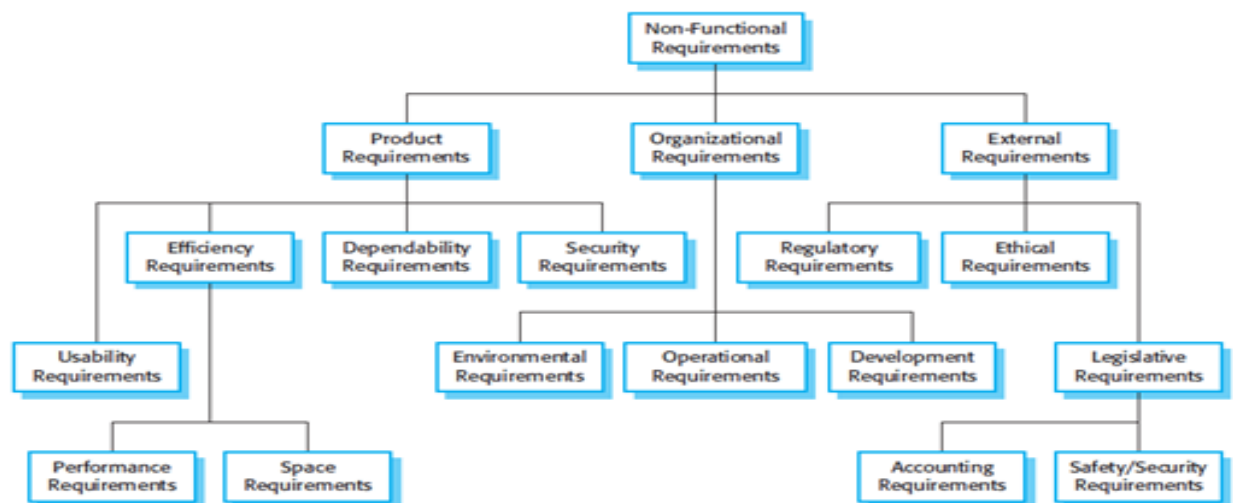 Non-Functional
Requirements
Product
Requirements
Organizational
Requirements
External
Requirements
Efficiency
Requirements
Dependability
Requirements
Security
Requirements
Regulatory
Requirements
Ethical
Requirements
Usability
Requirements
Environmental
Requirements
Operational
Requirements
Development
Requirements
Legislative
Requirements
Performance
Requirements
Space
Requirements
Accounting
Requirements
Safety/Security
Requirements